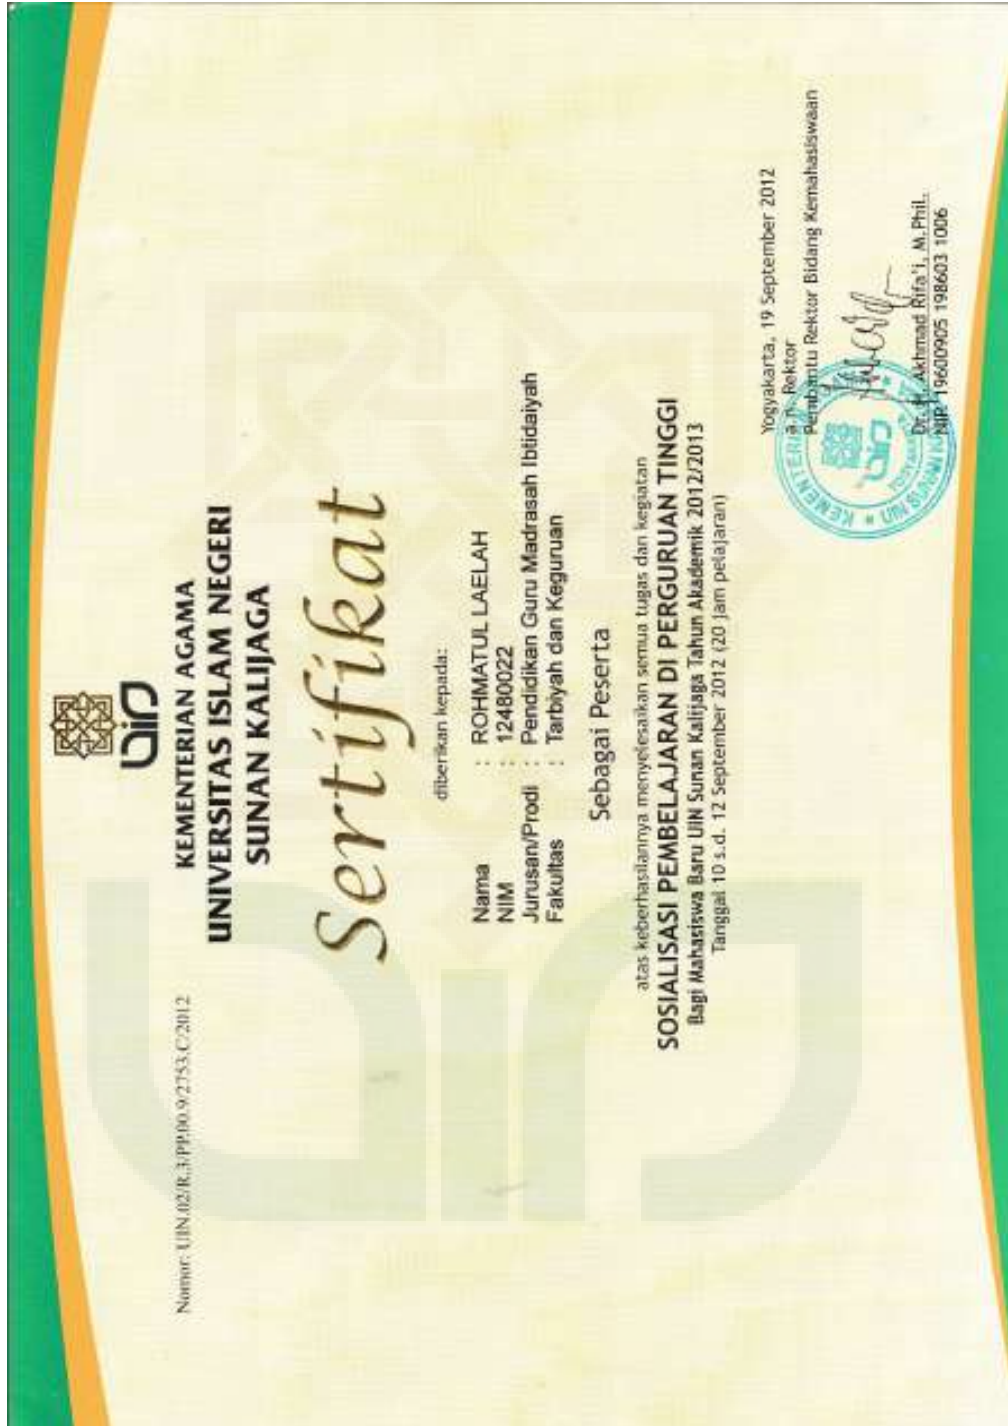 Nomor: UIN.02/R.3/PP.00.9/2753.C/2012
UIN
KEMENTERIAN AGAMA
UNIVERSITAS ISLAM NEGERI
SUNAN KALIJAGA
Sertifikat
diberikan kepada:
Nama : ROHMATUL LAELAH
NIM : 12480022
Jurusan/Prodi : Pendidikan Guru Madrasah Ibtidaiyah
Fakultas : Tarbiyah dan Keguruan
Sebagai Peserta
atas keberhasilannya menyelesaikan semua tugas dan kegiatan
SOSIALISASI PEMBELAJARAN DI PERGURUAN TINGGI
Bagi Mahasiswa Baru UIN Sunan Kalijaga Tahun Akademik 2012/2013
Tanggal 10 s.d. 12 September 2012 (20 jam pelajaran)
Yogyakarta, 19 September 2012
a.n. Rektor
Pembantu Rektor Bidang Kemahasiswaan
Dr. H. Akhmad Rifa'i, M.Phil.
NIP. 19600905 198603 1006